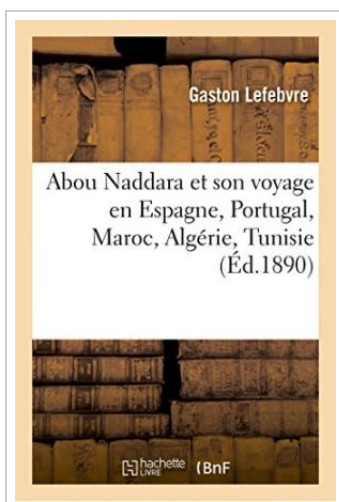 Gaston Lefebvre
Abou Naddara et son voyage
en Espagne, Portugal,
Maroc, Algérie, Tunisie
(Éd.1890)
hachette
LIVRE
(BnF